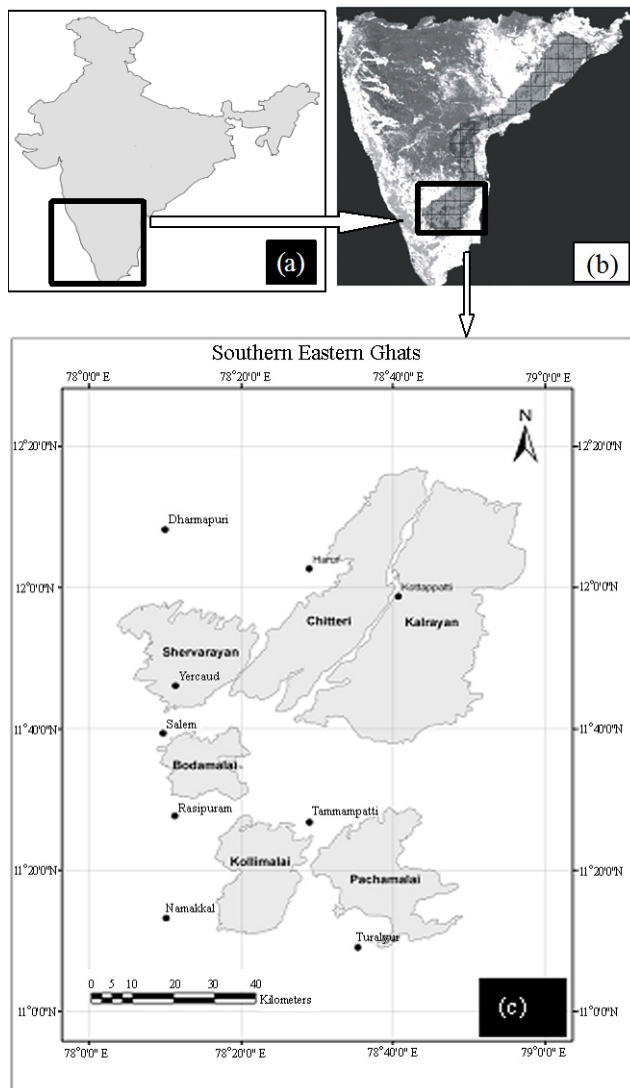 (a)
(b)
Southern Eastern Ghats
78°0'0" E 78°20'0" E 78°40'0" E 79°0'0" E
N
12°20'0"N 12°20'0"N
Dharmapuri
Harur
12°0'0"N Kottappatti 12°0'0"N
Chitteri Kalrayan
Shervarayan
Yercaud
Salem
11°40'0"N 11°40'0"N
Bodamalai
Rasipuram Tammampatti
Kollimalai
11°20'0"N 11°20'0"N
Pachamalai
Namakkal
0 5 10 20 30 40
Kilometers
(c)
11°0'0"N 11°0'0"N
78°0'0" E 78°20'0" E 78°40'0" E 79°0'0" E